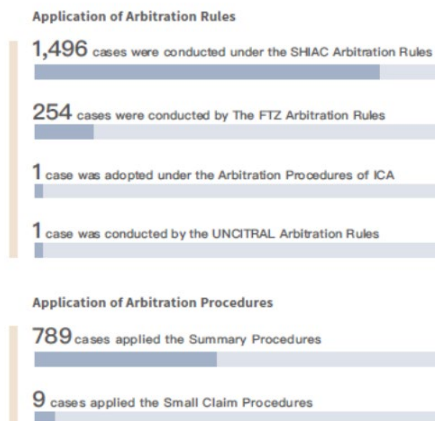 Application of Arbitration Rules
1,496 cases were conducted under the SHIAC Arbitration Rules
254 cases were conducted by The FTZ Arbitration Rules
1 case was adopted under the Arbitration Procedures of ICA
1 case was conducted by the UNCITRAL Arbitration Rules
Application of Arbitration Procedures
789 cases applied the Summary Procedures
9 cases applied the Small Claim Procedures